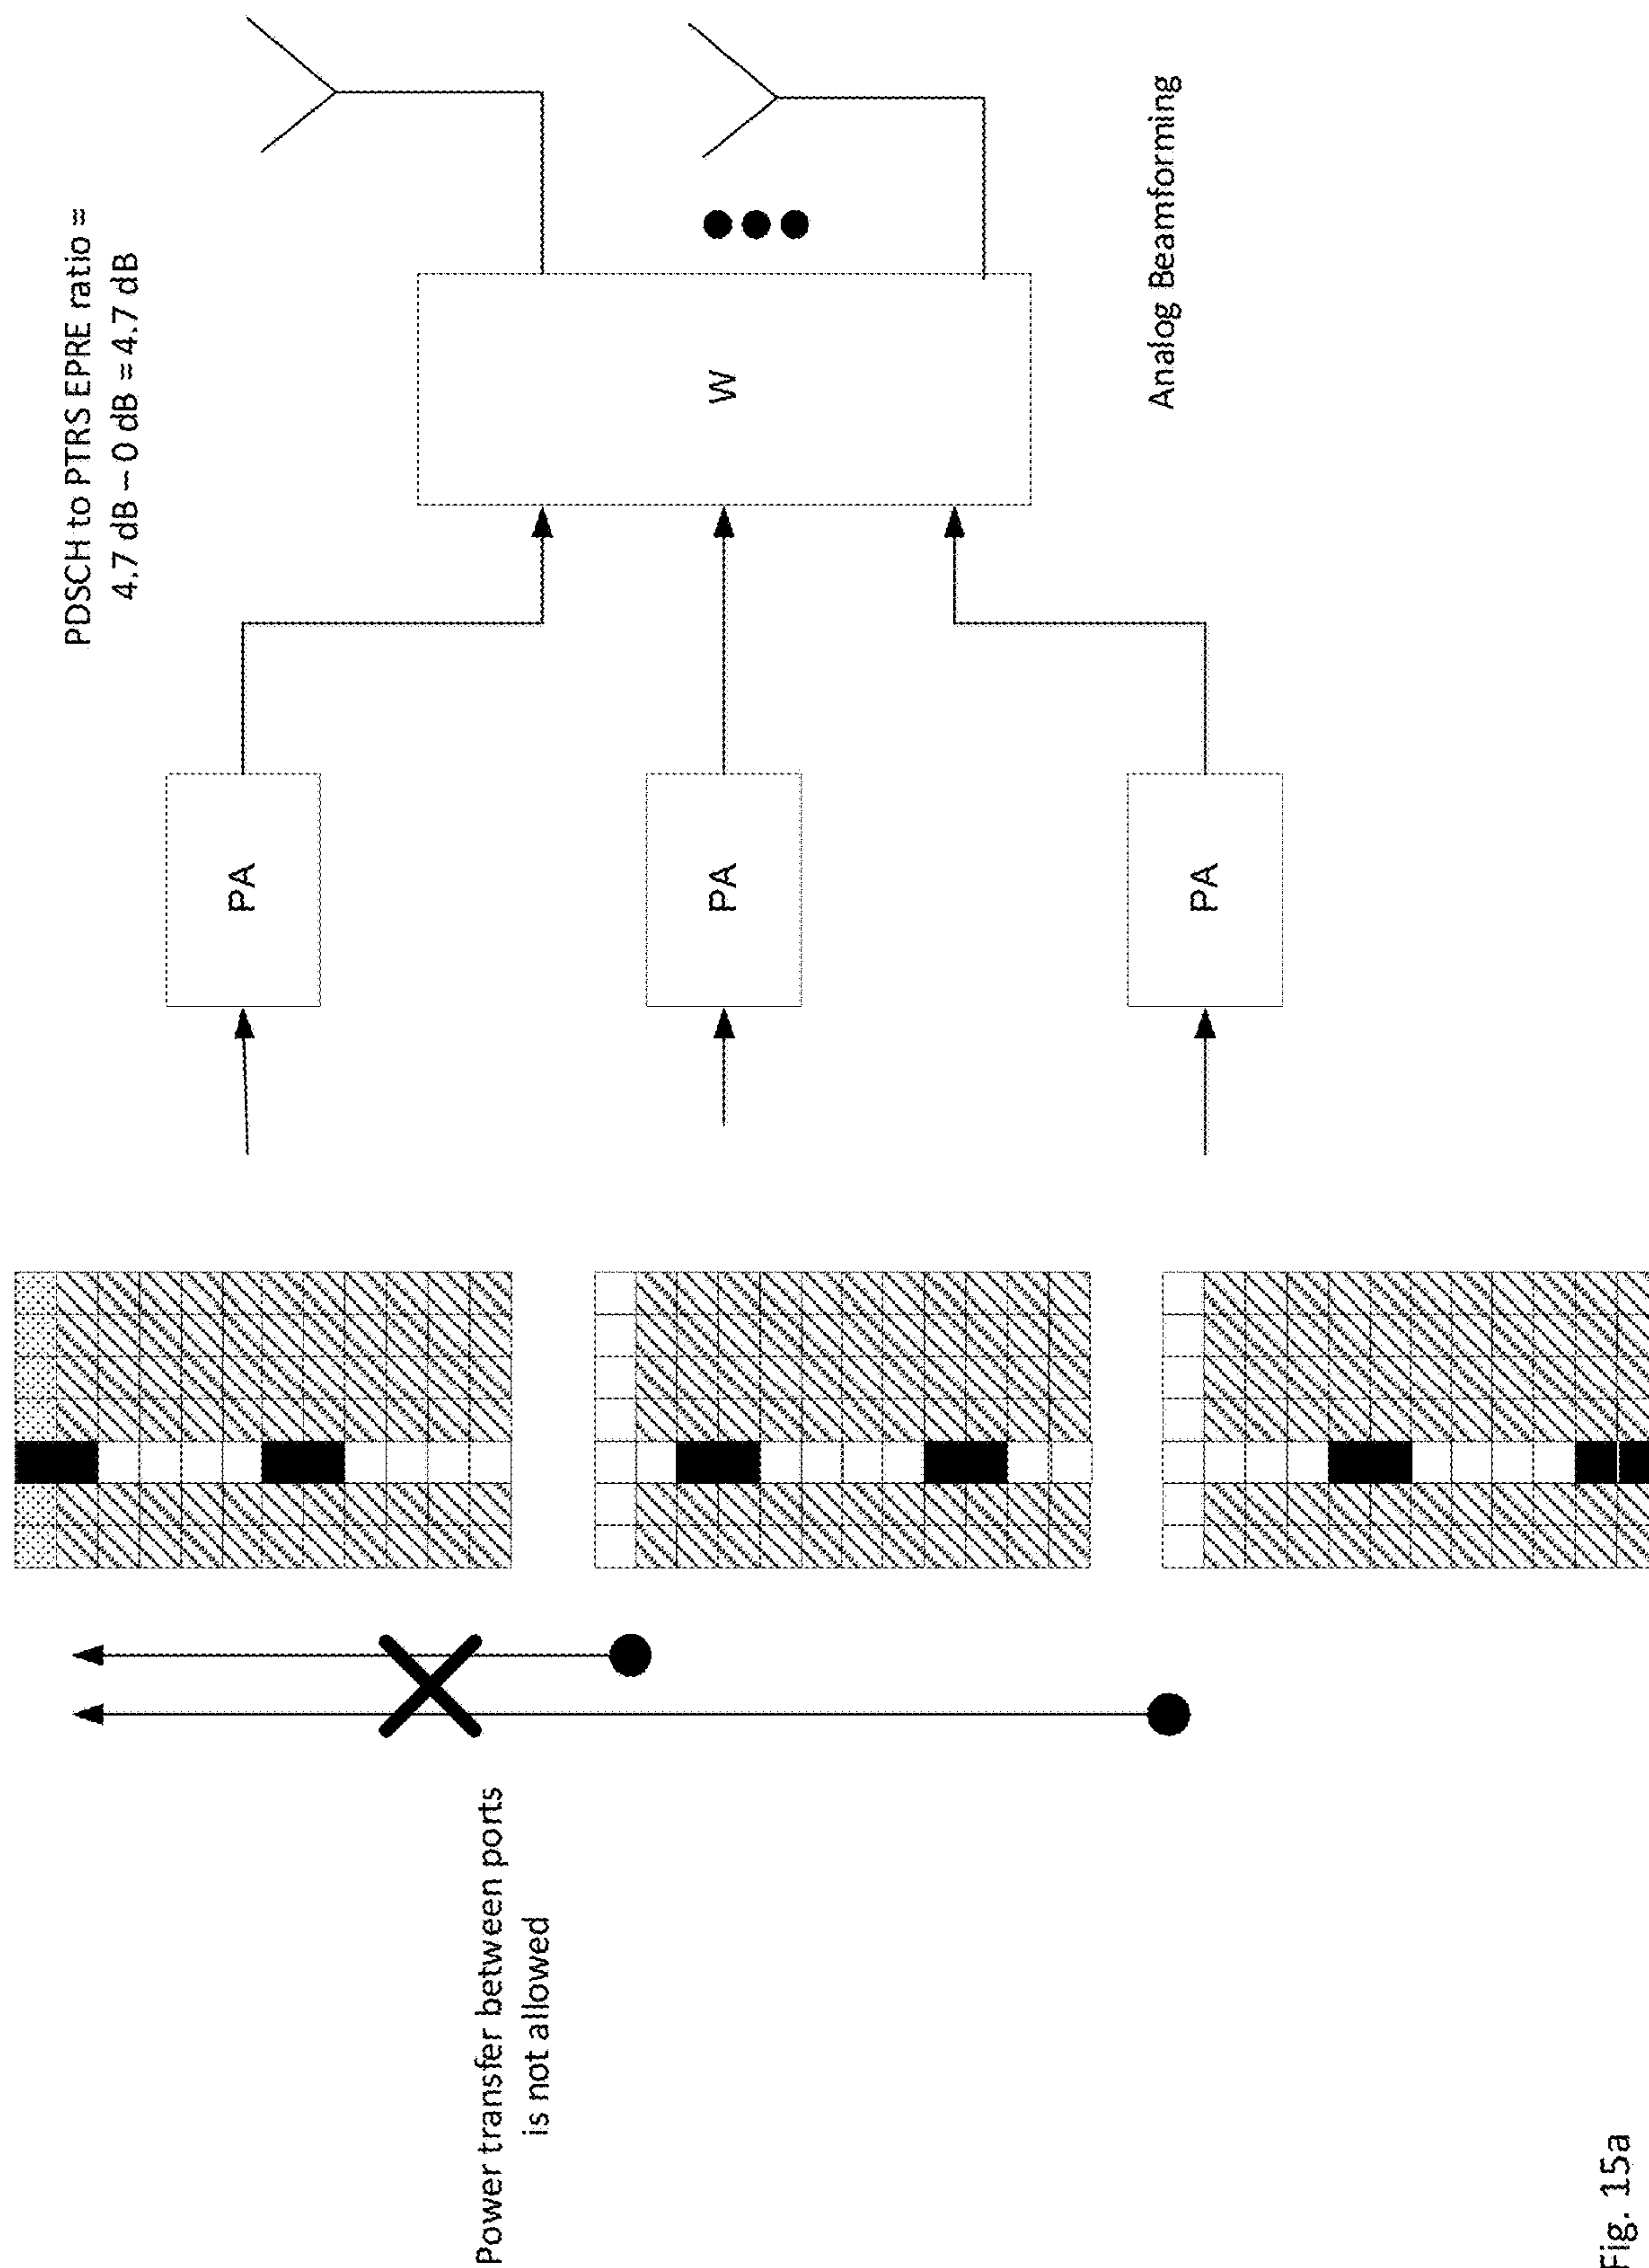 Power transfer between ports
is not allowed
PA
PA
PA
W
PDSCH to PTRS EPRE ratio =
4.7 dB – 0 dB = 4.7 dB
Analog Beamforming
Fig. 15a